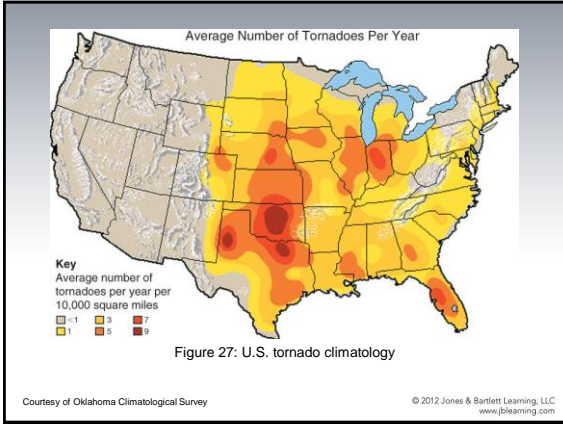 Average Number of Tornadoes Per Year
Key
Average number of
tornadoes per year per
10,000 square miles
<1 3 7
1 5 9
Figure 27: U.S. tornado climatology
Courtesy of Oklahoma Climatological Survey
© 2012 Jones & Bartlett Learning, LLC
www.jblearning.com